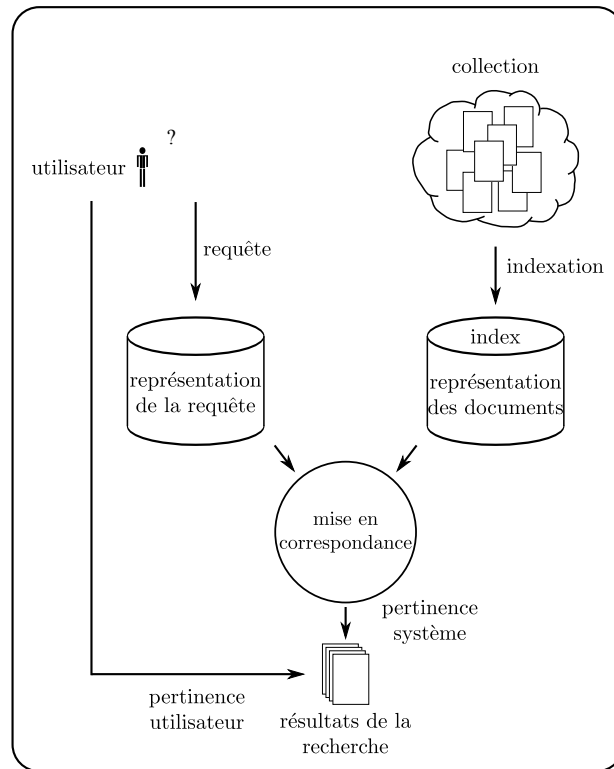 collection
?
utilisateur
requête
indexation
index
représentation
de la requête
représentation
des documents
mise en
correspondance
pertinence
système
pertinence
utilisateur
résultats de la
recherche